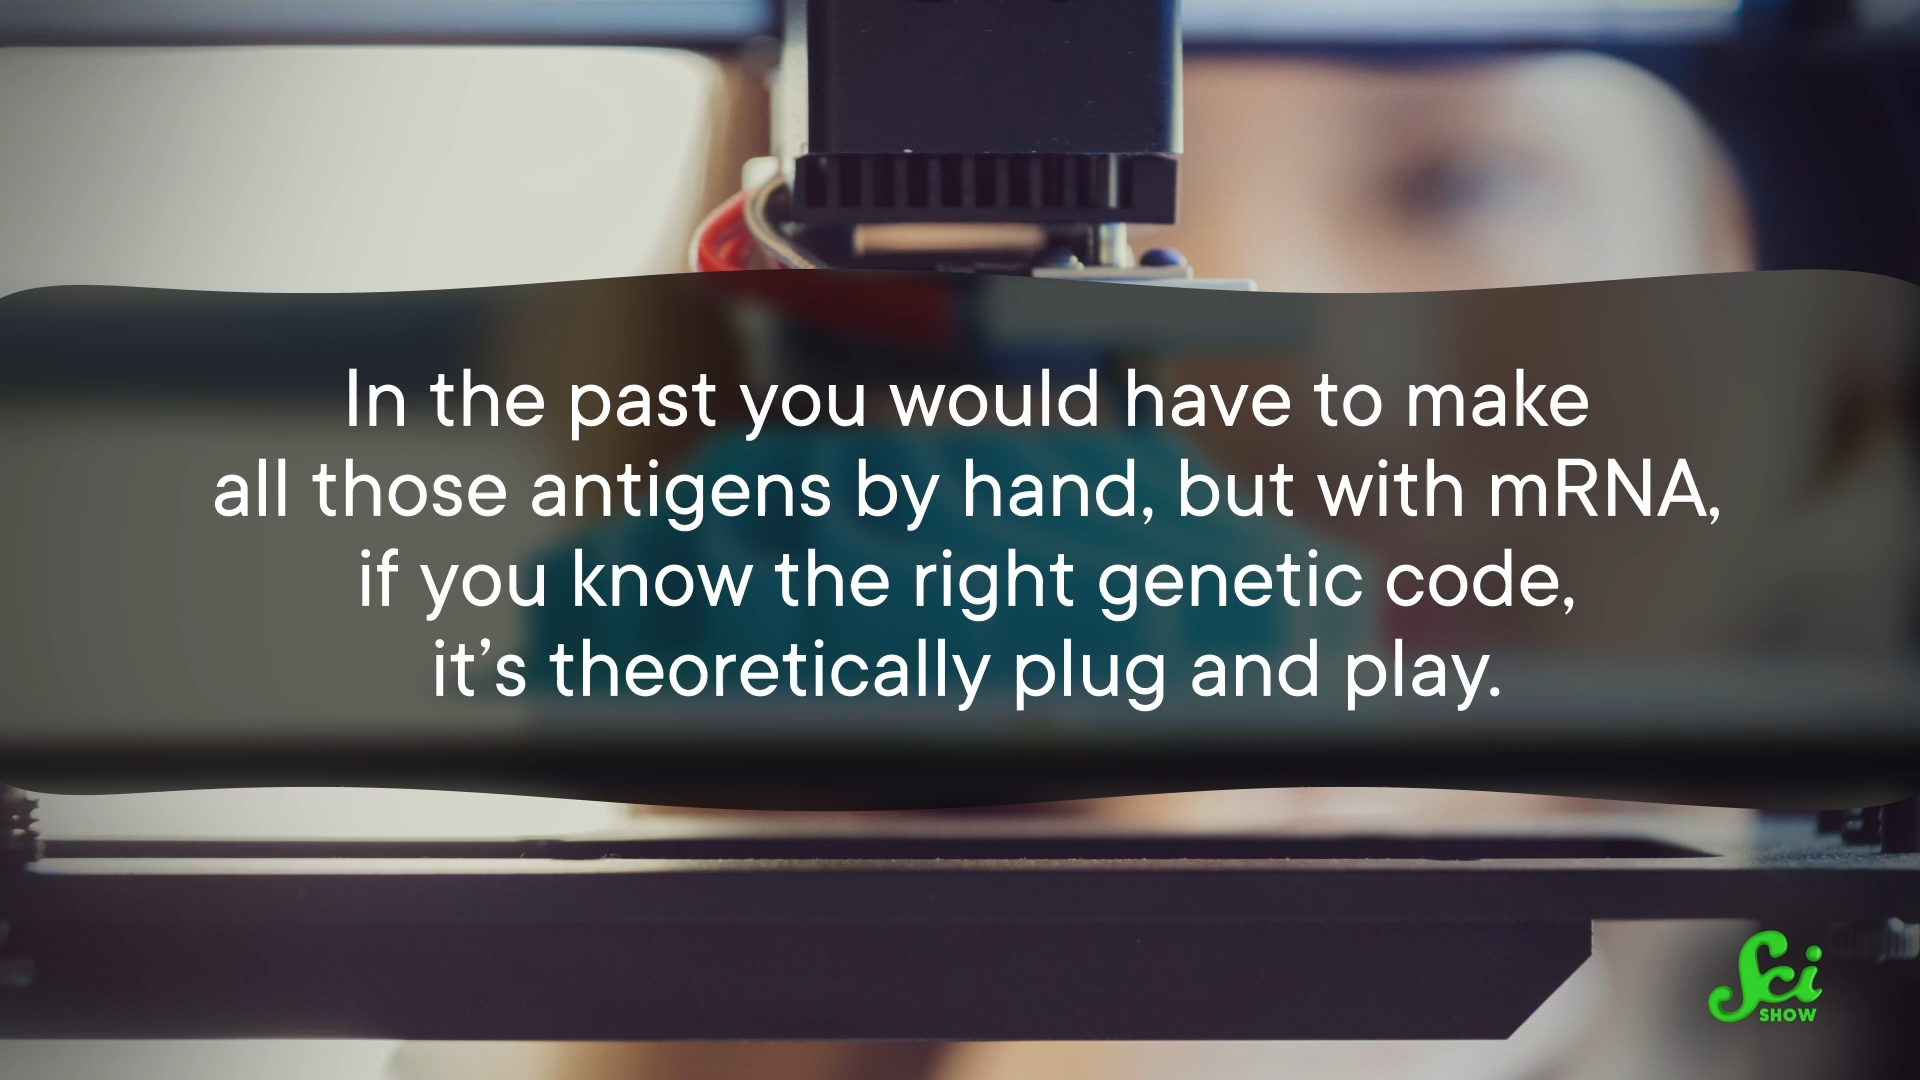 In the past you would have to make
all those antigens by hand, but with mRNA,
if you know the right genetic code,
it’s theoretically plug and play.
Sci
SHOW